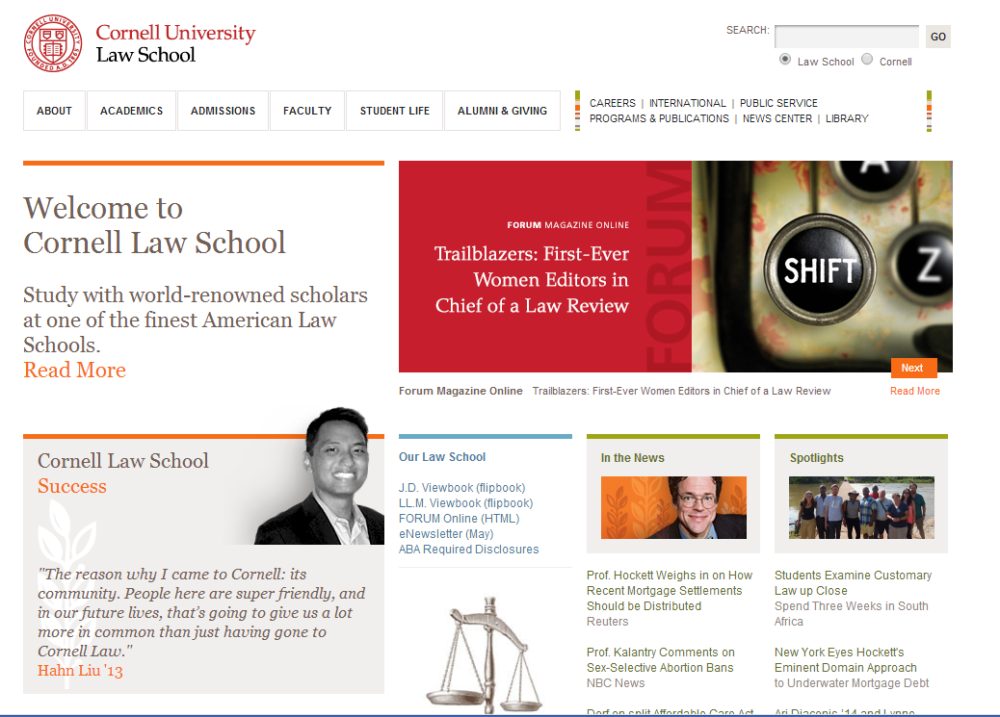 Cornell University
Law School
SEARCH:
GO
Law School Cornell
ABOUT
ACADEMICS
ADMISSIONS
FACULTY
STUDENT LIFE
ALUMNI & GIVING
CAREERS | INTERNATIONAL | PUBLIC SERVICE
PROGRAMS & PUBLICATIONS | NEWS CENTER | LIBRARY
Welcome to
Cornell Law School
Study with world-renowned scholars
at one of the finest American Law
Schools.
Read More
FORUM MAGAZINE ONLINE
Trailblazers: First-Ever
Women Editors in
Chief of a Law Review
FORUM
A
SHIFT
Z
Next
Forum Magazine Online Trailblazers: First-Ever Women Editors in Chief of a Law Review
Read More
Cornell Law School
Success
"The reason why I came to Cornell: its
community. People here are super friendly, and
in our future lives, that's going to give us a lot
more in common than just having gone to
Cornell Law."
Hahn Liu '13
Our Law School
J.D. Viewbook (flipbook)
LL.M. Viewbook (flipbook)
FORUM Online (HTML)
eNewsletter (May)
ABA Required Disclosures
In the News
Prof. Hockett Weighs in on How
Recent Mortgage Settlements
Should be Distributed
Reuters
Prof. Kalantry Comments on
Sex-Selective Abortion Bans
NBC News
Dorf on split Affordable Care Act
Spotlights
Students Examine Customary
Law up Close
Spend Three Weeks in South
Africa
New York Eyes Hockett's
Eminent Domain Approach
to Underwater Mortgage Debt
Ari Diaconis '14 and Lynne